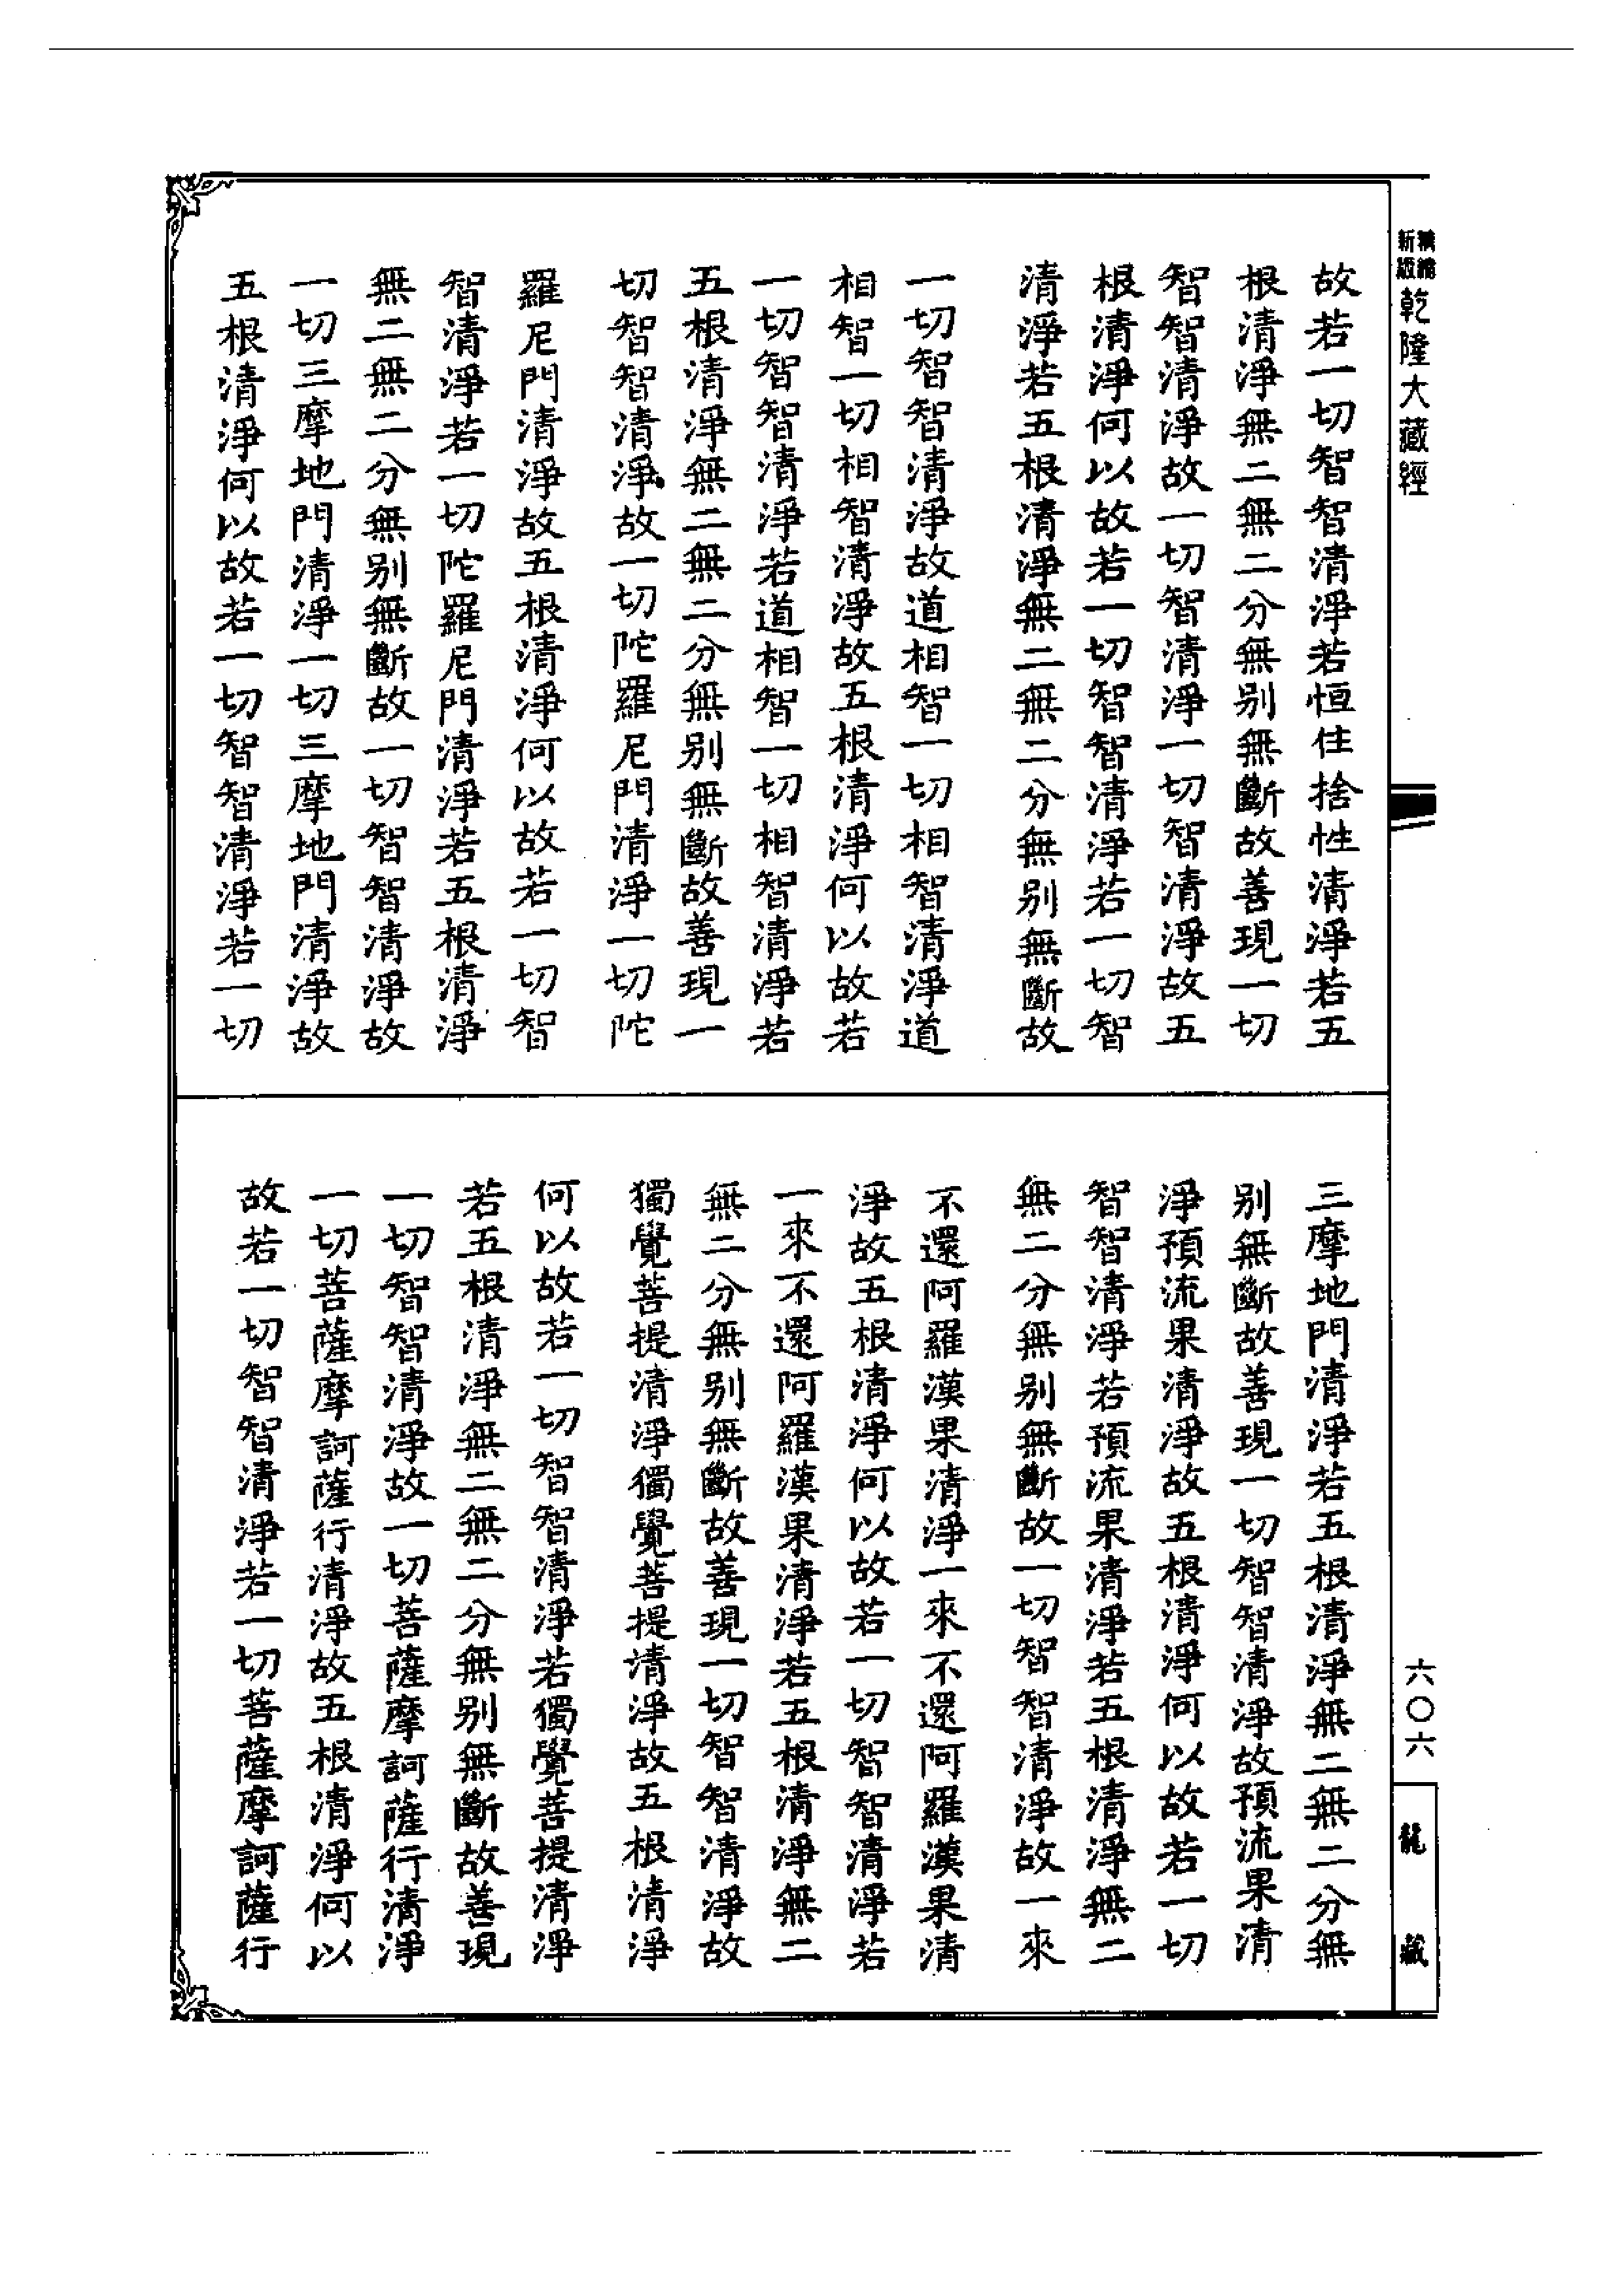 精縮
新版
乾隆大藏經
故若一切智智清淨若恒住捨性清淨若五
根清淨無二無二分無別無斷故善現一切
智智清淨故一切智清淨一切智清淨故五
根清淨何以故若一切智智清淨若一切智
清淨若五根清淨無二無二分無別無斷故
一切智智清淨故道相智一切相智清淨道
相智一切相智清淨故五根清淨何以故若
一切智智清淨若道相智一切相智清淨若
五根清淨無二無二分無別無斷故善現一
切智智清淨故一切陀羅尼門清淨一切陀
羅尼門清淨故五根清淨何以故若一切智
智清淨若一切陀羅尼門清淨若五根清淨
無二無二分無別無斷故一切智智清淨故
一切三摩地門清淨一切三摩地門清淨故
五根清淨何以故若一切智智清淨若一切
三摩地門清淨若五根清淨無二無二分無
別無斷故善現一切智智清淨故預流果清
淨預流果清淨故五根清淨何以故若一切
智智清淨若預流果清淨若五根清淨無二
無二分無別無斷故一切智智清淨故一來
不還阿羅漢果清淨一來不還阿羅漢果清
淨故五根清淨何以故若一切智智清淨若
一來不還阿羅漢果清淨若五根清淨無二
無二分無別無斷故善現一切智智清淨故
獨覺菩提清淨獨覺菩提清淨故五根清淨
何以故若一切智智清淨若獨覺菩提清淨
若五根清淨無二無二分無別無斷故善現
一切智智清淨故一切菩薩摩訶薩行清淨
一切菩薩摩訶薩行清淨故五根清淨何以
故若一切智智清淨若一切菩薩摩訶薩行
六〇六
龍藏